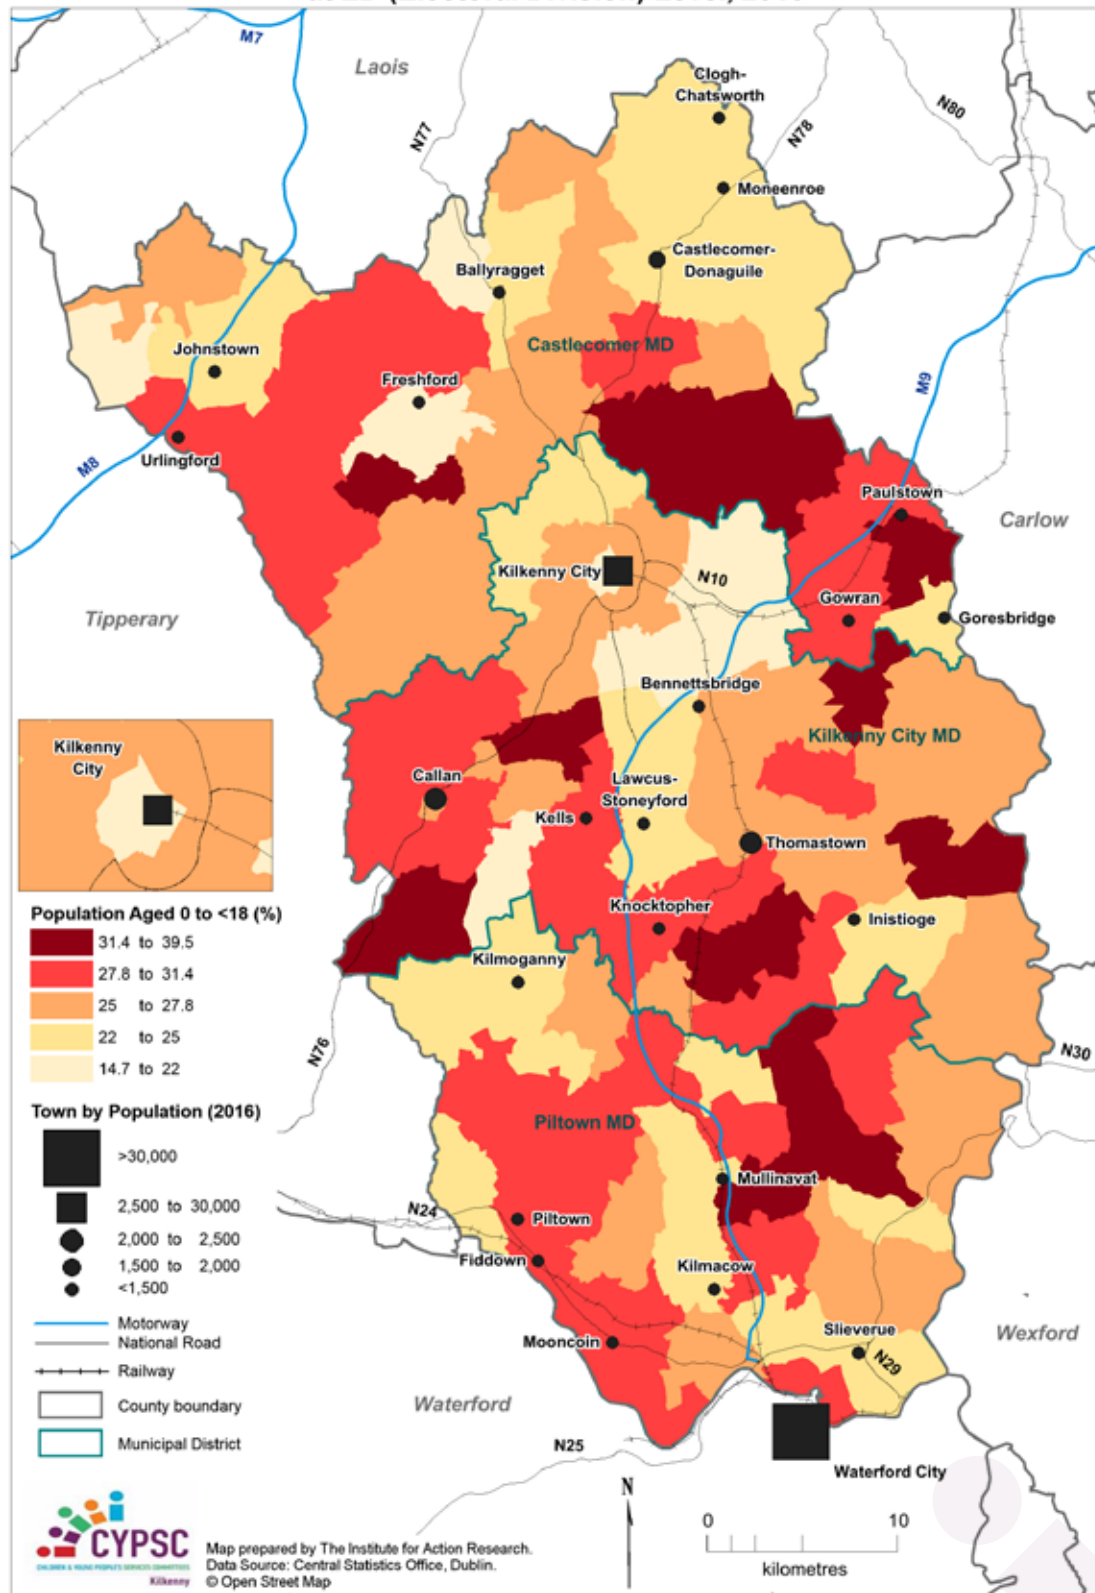 M7
Laois
Clogh-
Chatsworth
N77
N78
N80
Moneenroe
Castlecomer-
Donaguile
Ballyragget
Castlecomer MD
Johnstown
Freshford
M9
Urlingford
M8
Paulstown
Carlow
Kilkenny City
N10
Gowran
Goresbridge
Tipperary
Bennettsbridge
Kilkenny City MD
Kilkenny
City
Callan
Lawcus-
Stoneyford
Kells
Thomastown
Knocktopher
Inistioge
Kilmoganny
Population Aged 0 to <18 (%)
31.4 to 39.5
27.8 to 31.4
25 to 27.8
22 to 25
14.7 to 22
N76
N30
Town by Population (2016)
>30,000
2,500 to 30,000
2,000 to 2,500
1,500 to 2,000
<1,500
Piltown MD
Mullinavat
N24
Piltown
Fiddown
Kilmacow
Mooncoin
Slieverue
N29
Wexford
Motorway
National Road
Railway
County boundary
Municipal District
Waterford
N25
Waterford City
N
0 10
kilometres
CYPSC
CHILDREN & YOUNG PEOPLE'S SERVICES COMMITTEES
Kilkenny
Map prepared by The Institute for Action Research.
Data Source: Central Statistics Office, Dublin.
© Open Street Map